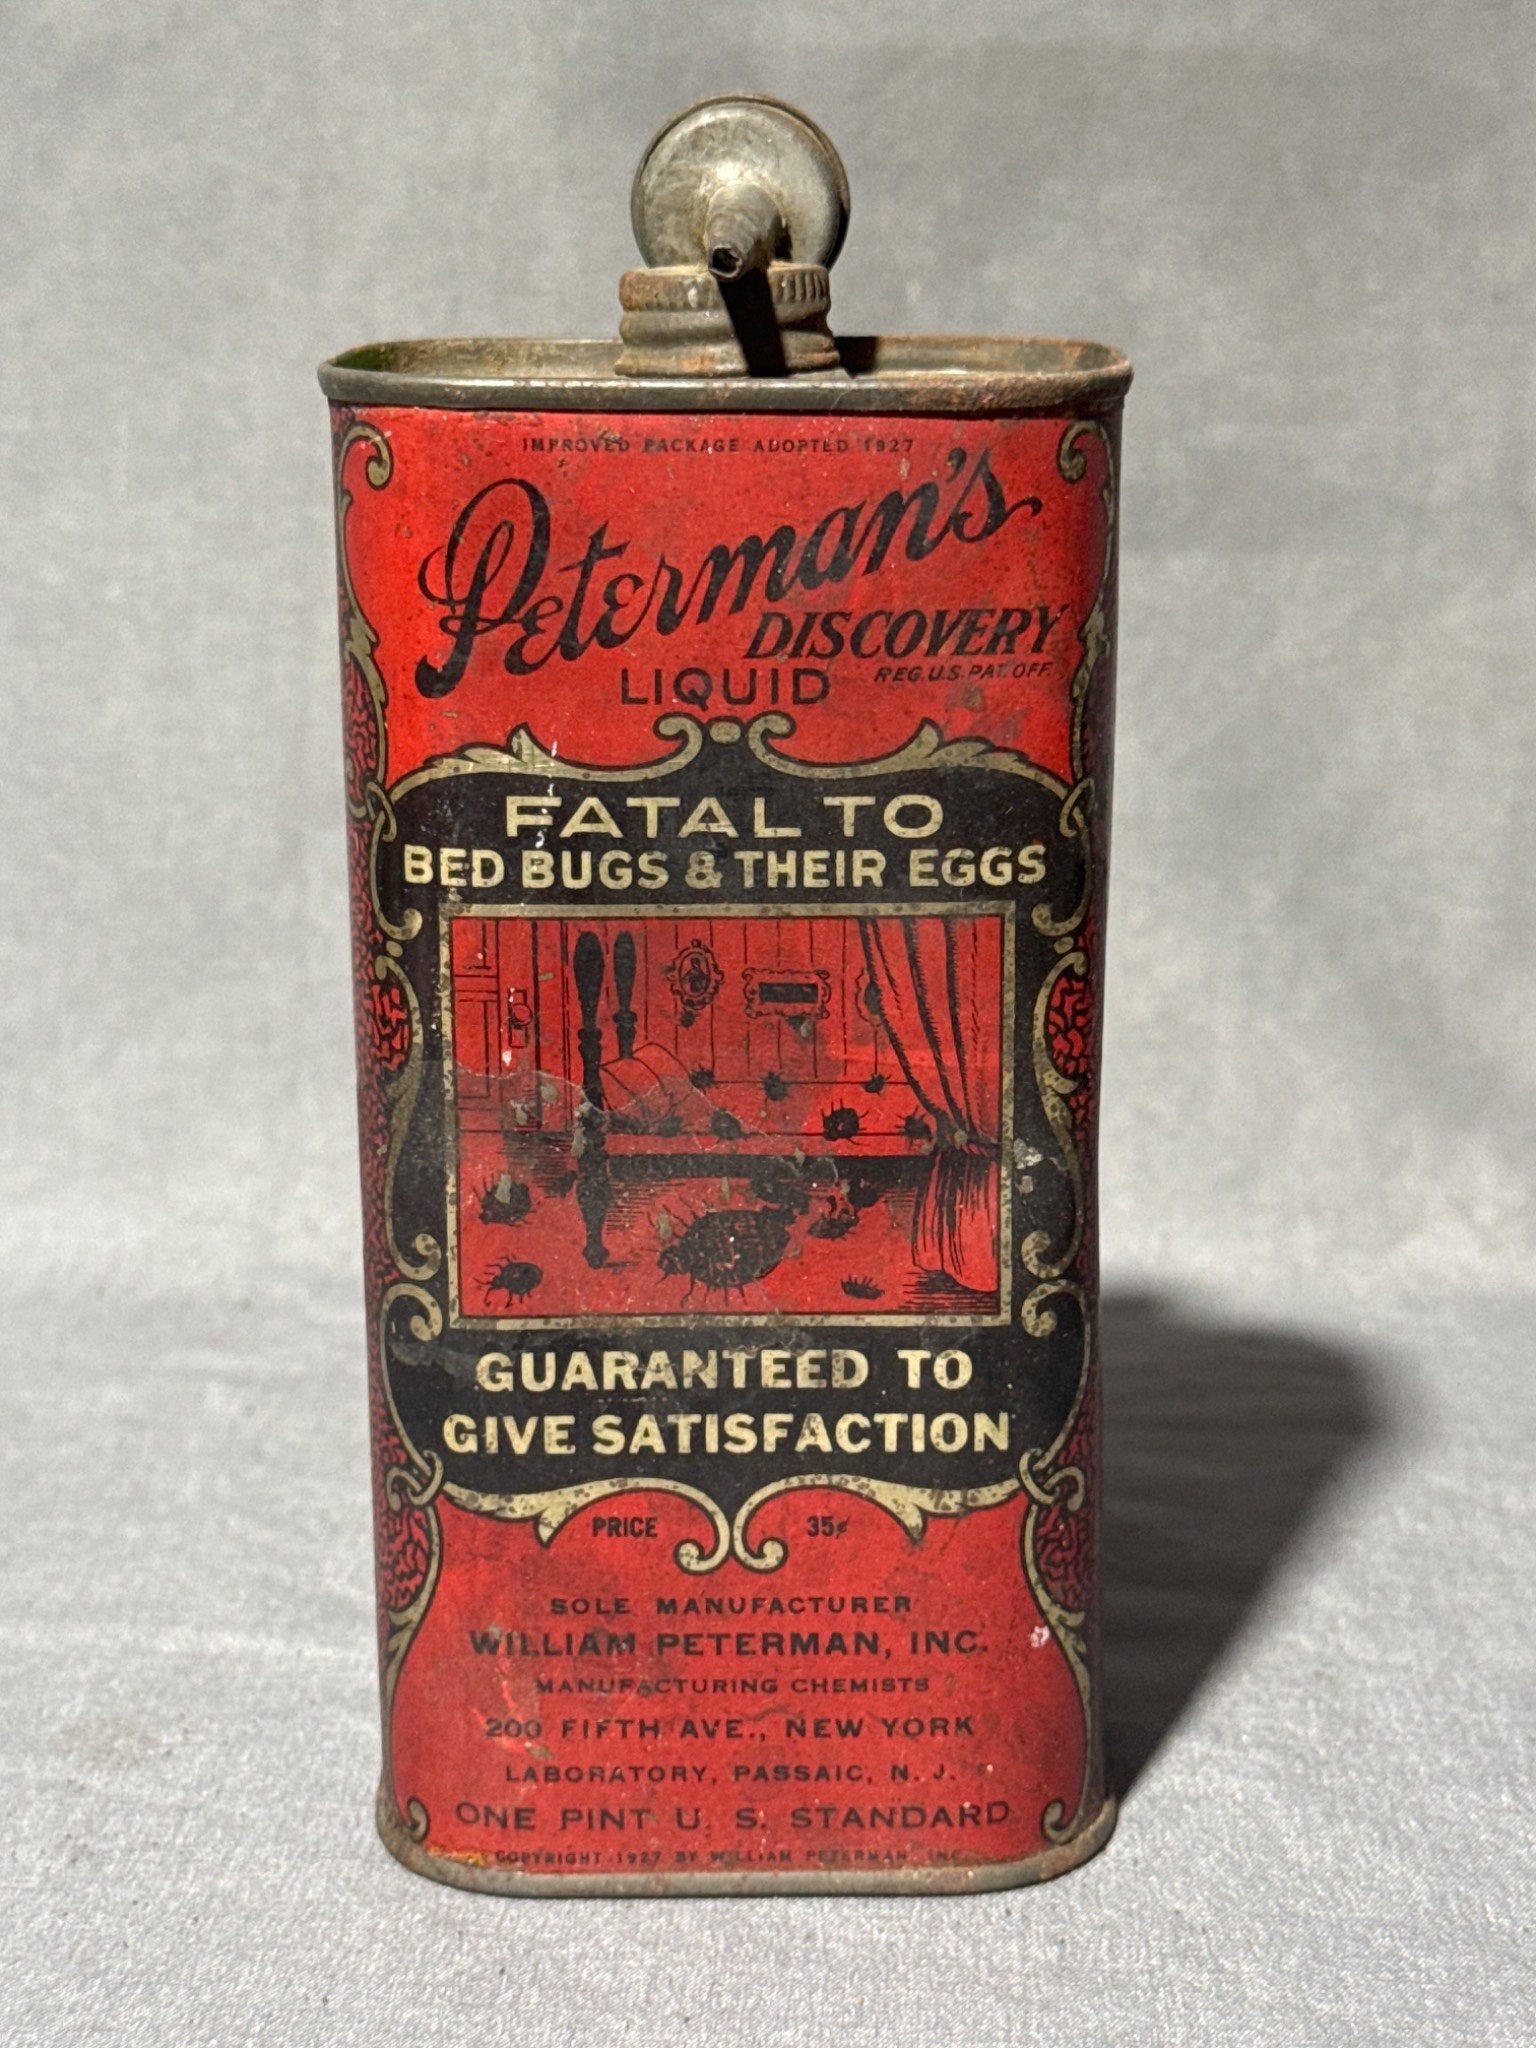 IMPROVED PACKAGE ADOPTED 1927
Peterman's
DISCOVERY
REG. U.S. PAT. OFF.
LIQUID
FATAL TO
BED BUGS & THEIR EGGS
GUARANTEED TO
GIVE SATISFACTION
PRICE 35¢
SOLE MANUFACTURER
WILLIAM PETERMAN, INC.
MANUFACTURING CHEMISTS
200 FIFTH AVE., NEW YORK
LABORATORY, PASSAIC, N. J.
ONE PINT U. S. STANDARD
COPYRIGHT 1927 BY WILLIAM PETERMAN, INC.